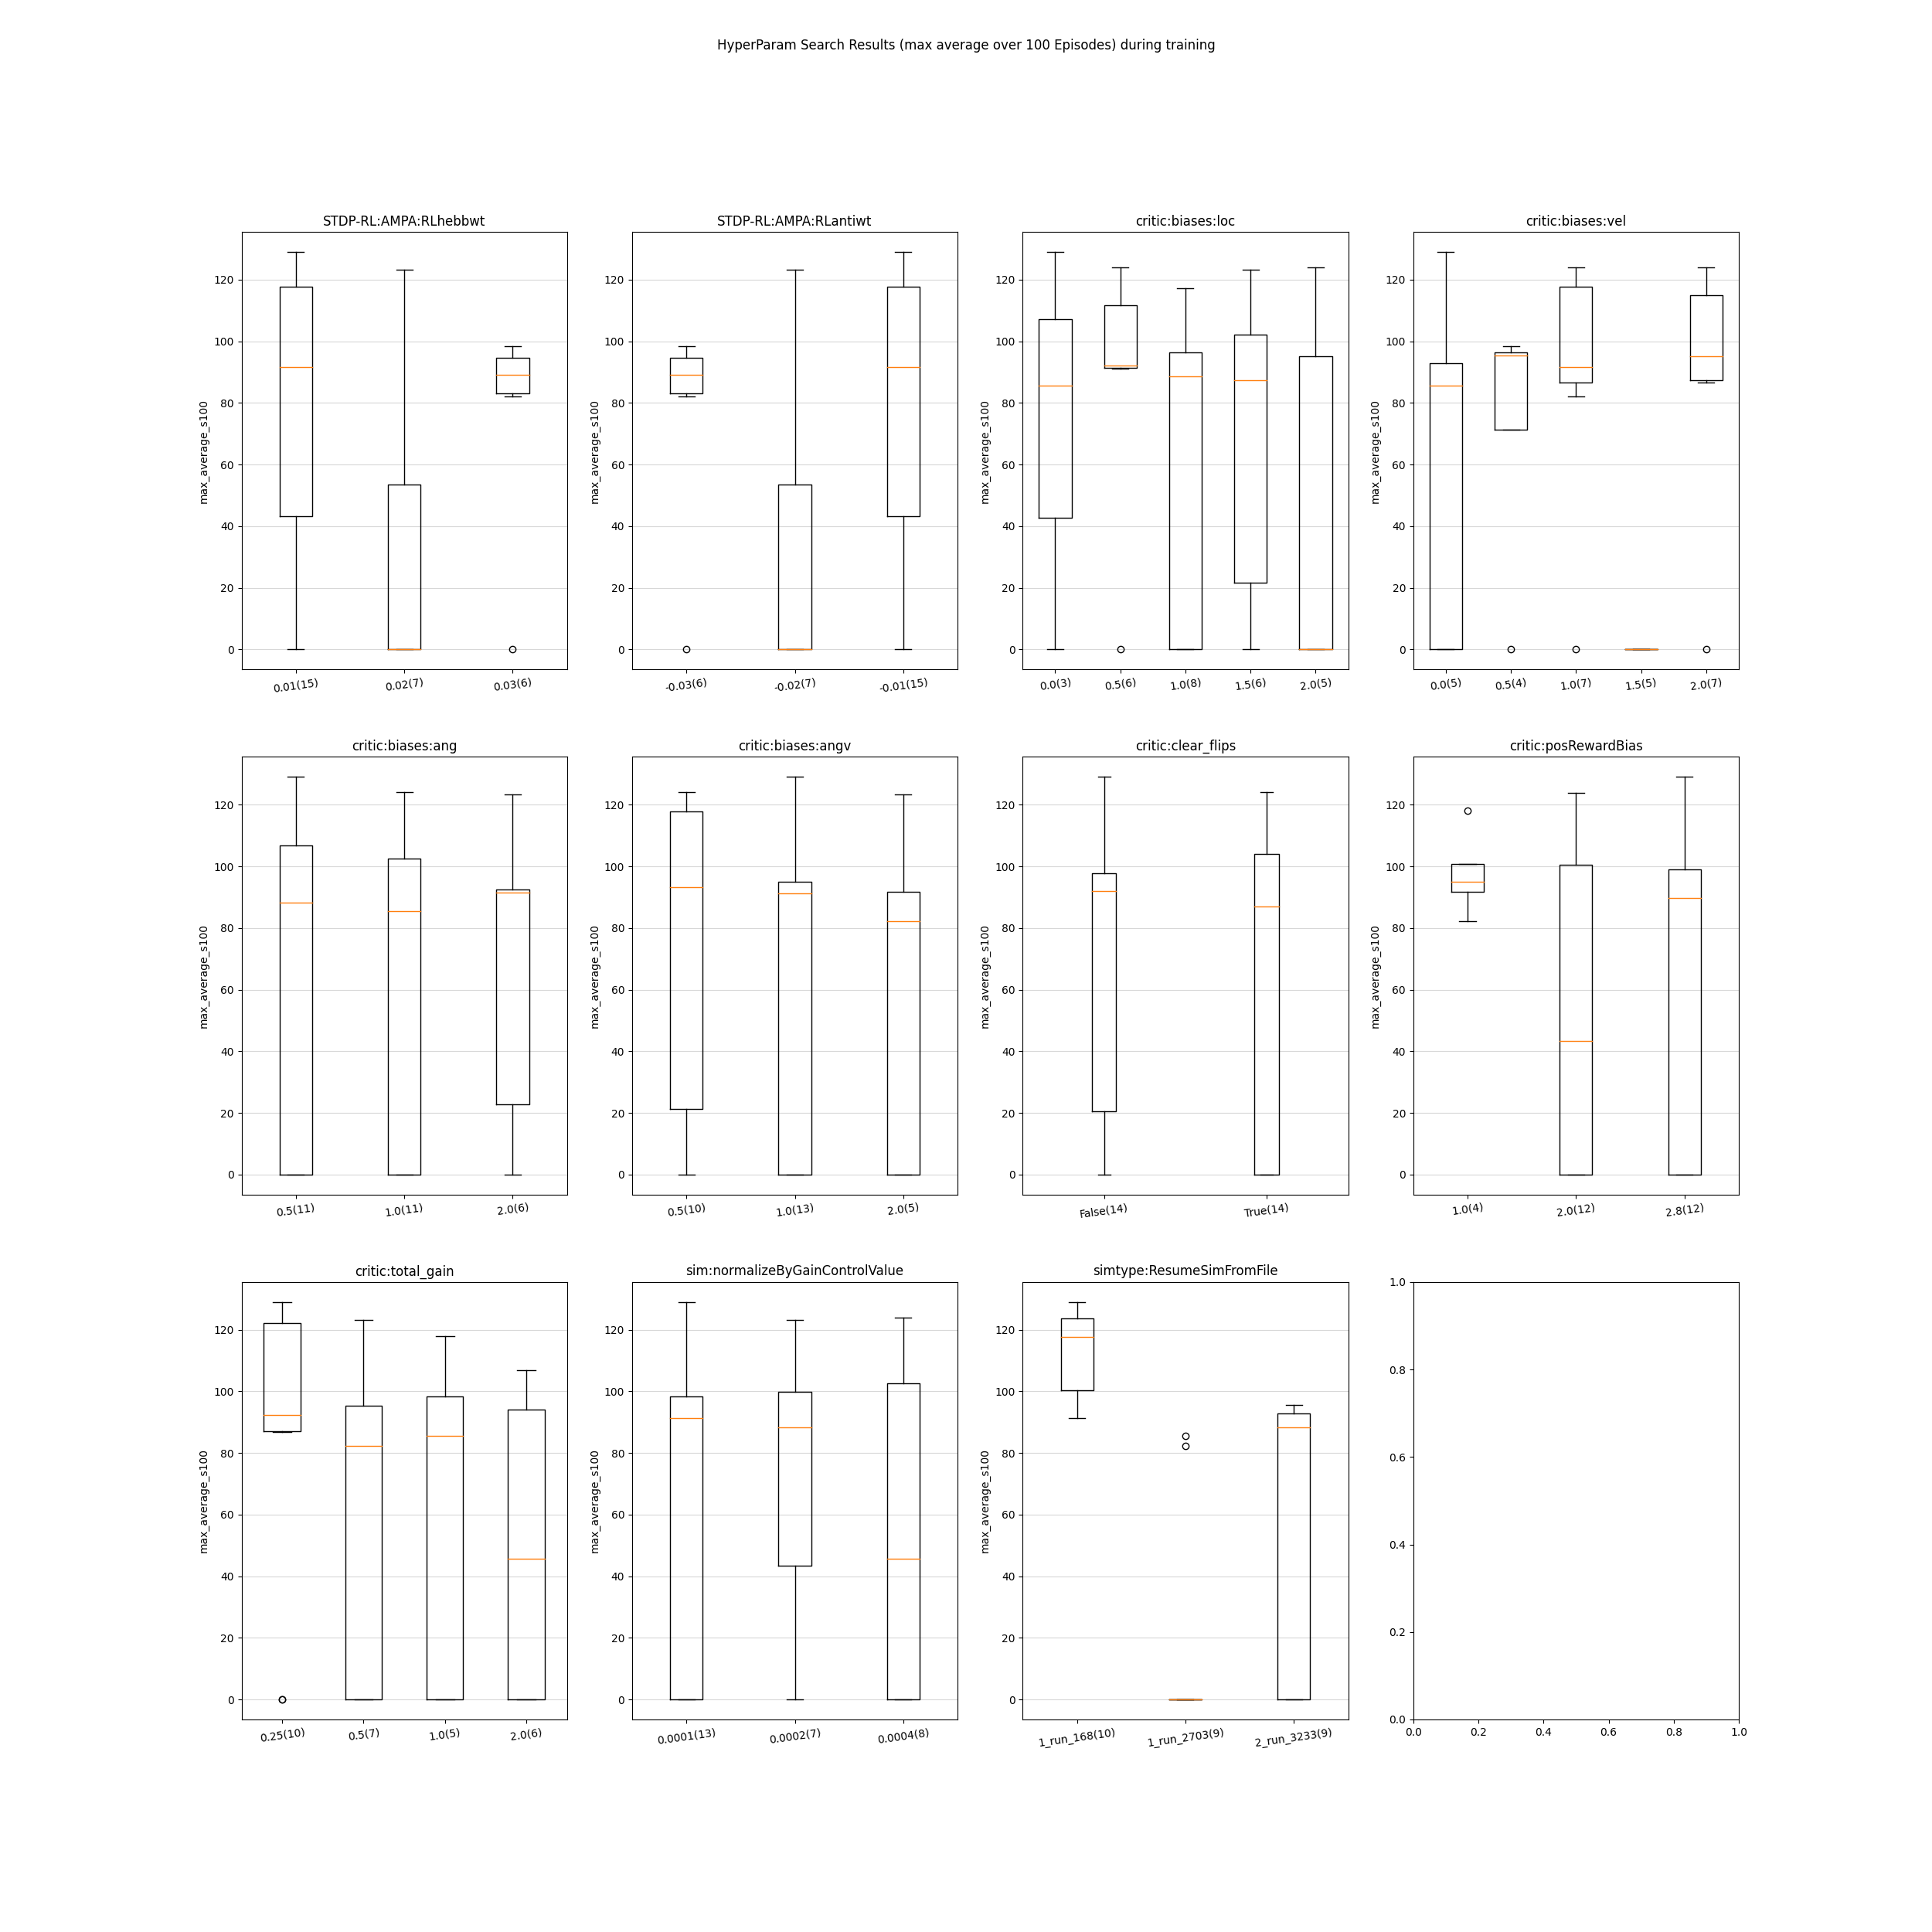 HyperParam Search Results (max average over 100 Episodes) during training
STDP-RL:AMPA:RLhebbwt
max_average_s100
120
100
80
60
40
20
0
0.01(15) 0.02(7) 0.03(6)
STDP-RL:AMPA:RLantiwt
max_average_s100
120
100
80
60
40
20
0
-0.03(6) -0.02(7) -0.01(15)
critic:biases:loc
max_average_s100
120
100
80
60
40
20
0
0.0(3) 0.5(6) 1.0(8) 1.5(6) 2.0(5)
critic:biases:vel
max_average_s100
120
100
80
60
40
20
0
0.0(5) 0.5(4) 1.0(7) 1.5(5) 2.0(7)
critic:biases:ang
max_average_s100
120
100
80
60
40
20
0
0.5(11) 1.0(11) 2.0(6)
critic:biases:angv
max_average_s100
120
100
80
60
40
20
0
0.5(10) 1.0(13) 2.0(5)
critic:clear_flips
max_average_s100
120
100
80
60
40
20
0
False(14) True(14)
critic:posRewardBias
max_average_s100
120
100
80
60
40
20
0
1.0(4) 2.0(12) 2.8(12)
critic:total_gain
max_average_s100
120
100
80
60
40
20
0
0.25(10) 0.5(7) 1.0(5) 2.0(6)
sim:normalizeByGainControlValue
max_average_s100
120
100
80
60
40
20
0
0.0001(13) 0.0002(7) 0.0004(8)
simtype:ResumeSimFromFile
max_average_s100
120
100
80
60
40
20
0
1_run_168(10) 1_run_2703(9) 2_run_3233(9)
1.0
0.8
0.6
0.4
0.2
0.0
0.0 0.2 0.4 0.6 0.8 1.0